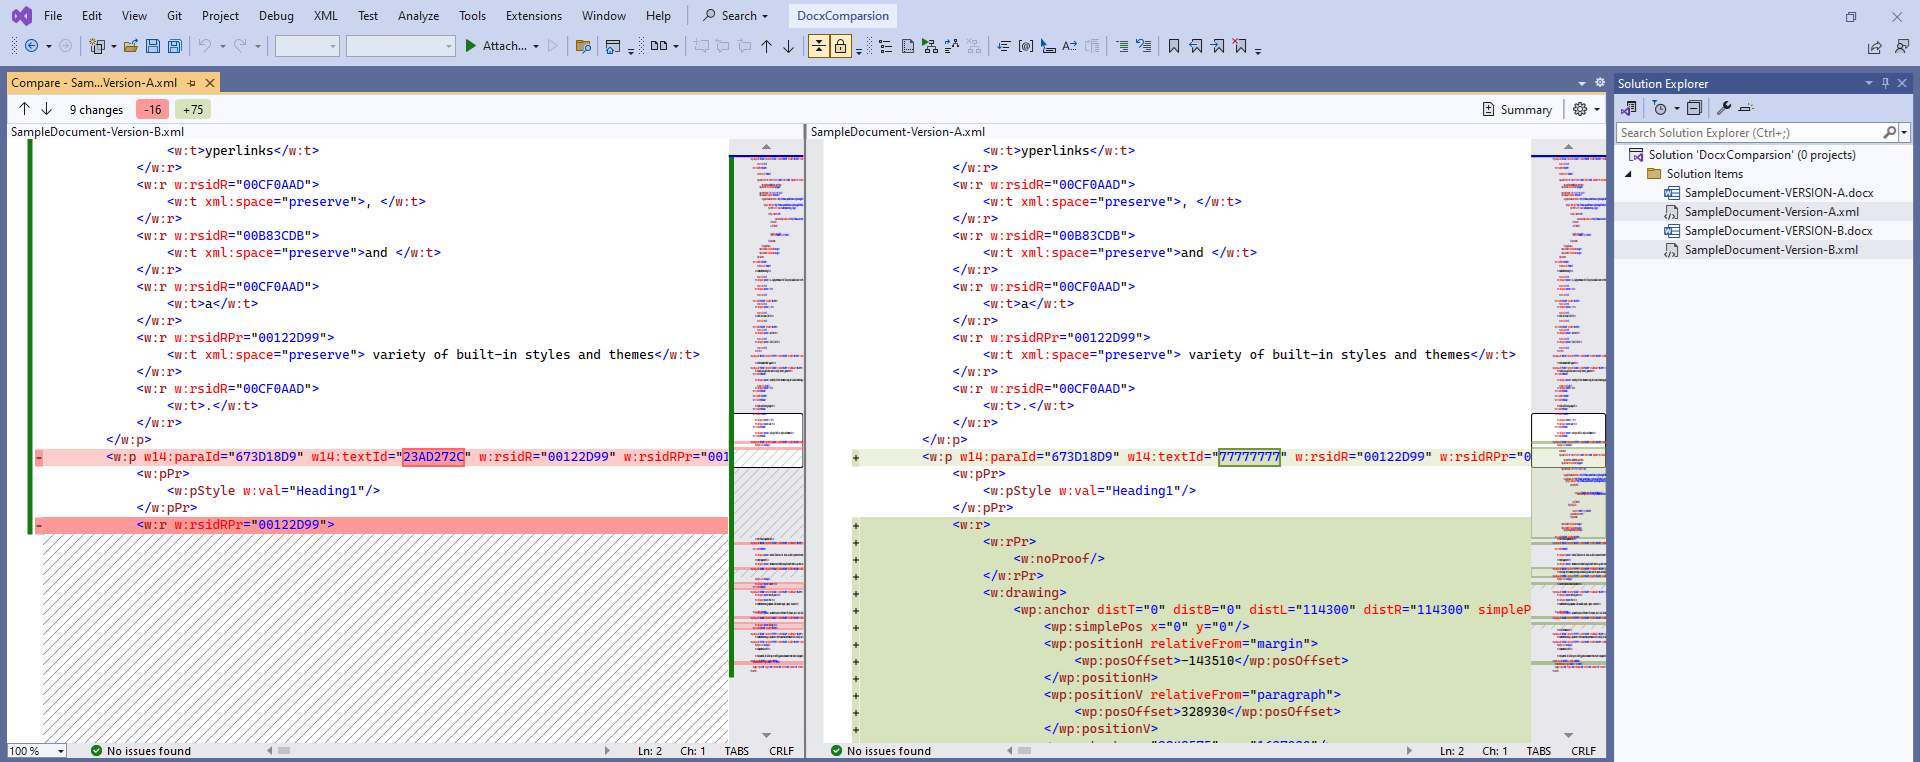 File Edit View Git Project Debug XML Test Analyze Tools Extensions Window Help Search DocxComparsion
Attach...
Compare - Sam...Version-A.xml
9 changes -16 +75 Summary
SampleDocument-Version-B.xml
<w:t>yperlinks</w:t>
</w:r>
<w:r w:rsidR="00CF0AAD">
<w:t xml:space="preserve">, </w:t>
</w:r>
<w:r w:rsidR="00B83CDB">
<w:t xml:space="preserve">and </w:t>
</w:r>
<w:r w:rsidR="00CF0AAD">
<w:t>a</w:t>
</w:r>
<w:r w:rsidRPr="00122D99">
<w:t xml:space="preserve"> variety of built-in styles and themes</w:t>
</w:r>
<w:r w:rsidR="00CF0AAD">
<w:t>.</w:t>
</w:r>
</w:p>
- <w:p w14:paraId="673D18D9" w14:textId="23AD272C" w:rsidR="00122D99" w:rsidRPr="001
<w:pPr>
<w:pStyle w:val="Heading1"/>
</w:pPr>
- <w:r w:rsidRPr="00122D99">
100 % No issues found Ln: 2 Ch: 1 TABS CRLF
SampleDocument-Version-A.xml
<w:t>yperlinks</w:t>
</w:r>
<w:r w:rsidR="00CF0AAD">
<w:t xml:space="preserve">, </w:t>
</w:r>
<w:r w:rsidR="00B83CDB">
<w:t xml:space="preserve">and </w:t>
</w:r>
<w:r w:rsidR="00CF0AAD">
<w:t>a</w:t>
</w:r>
<w:r w:rsidRPr="00122D99">
<w:t xml:space="preserve"> variety of built-in styles and themes</w:t>
</w:r>
<w:r w:rsidR="00CF0AAD">
<w:t>.</w:t>
</w:r>
</w:p>
+ <w:p w14:paraId="673D18D9" w14:textId="77777777" w:rsidR="00122D99" w:rsidRPr="0
<w:pPr>
<w:pStyle w:val="Heading1"/>
</w:pPr>
+ <w:r>
+ <w:rPr>
+ <w:noProof/>
+ </w:rPr>
+ <w:drawing>
+ <wp:anchor distT="0" distB="0" distL="114300" distR="114300" simpleP
+ <wp:simplePos x="0" y="0"/>
+ <wp:positionH relativeFrom="margin">
+ <wp:posOffset>-143510</wp:posOffset>
+ </wp:positionH>
+ <wp:positionV relativeFrom="paragraph">
+ <wp:posOffset>328930</wp:posOffset>
+ </wp:positionV>
No issues found Ln: 2 Ch: 1 TABS CRLF
Solution Explorer
Search Solution Explorer (Ctrl+;)
Solution 'DocxComparsion' (0 projects)
Solution Items
SampleDocument-VERSION-A.docx
SampleDocument-Version-A.xml
SampleDocument-VERSION-B.docx
SampleDocument-Version-B.xml